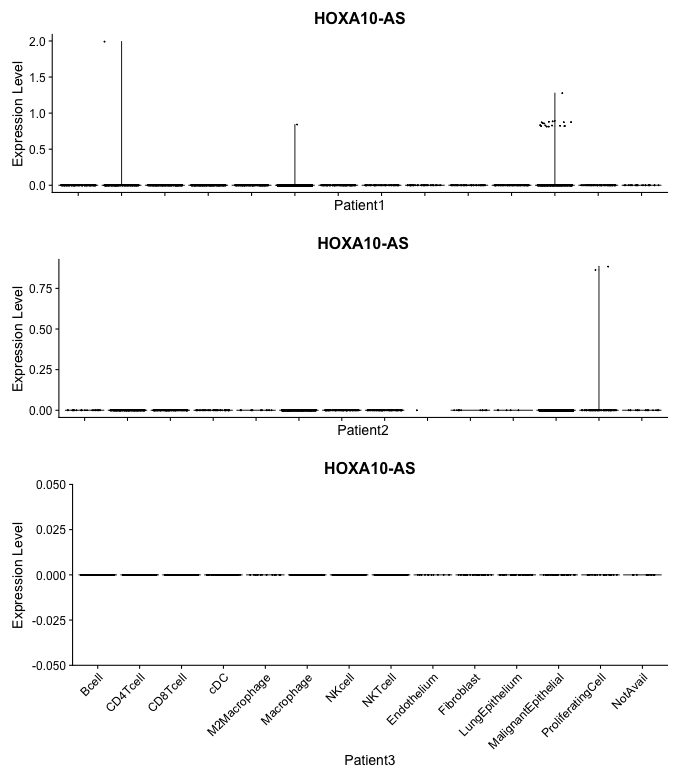 HOXA10-AS
Expression Level
2.0
1.5
1.0
0.5
0.0
Patient1
HOXA10-AS
Expression Level
0.75
0.50
0.25
0.00
Patient2
HOXA10-AS
Expression Level
0.050
0.025
0.000
-0.025
-0.050
Bcell
CD4Tcell
CD8Tcell
cDC
M2Macrophage
Macrophage
NKcell
NKTcell
Endothelium
Fibroblast
LungEpithelium
MalignantEpithelial
ProliferatingCell
NotAvail
Patient3